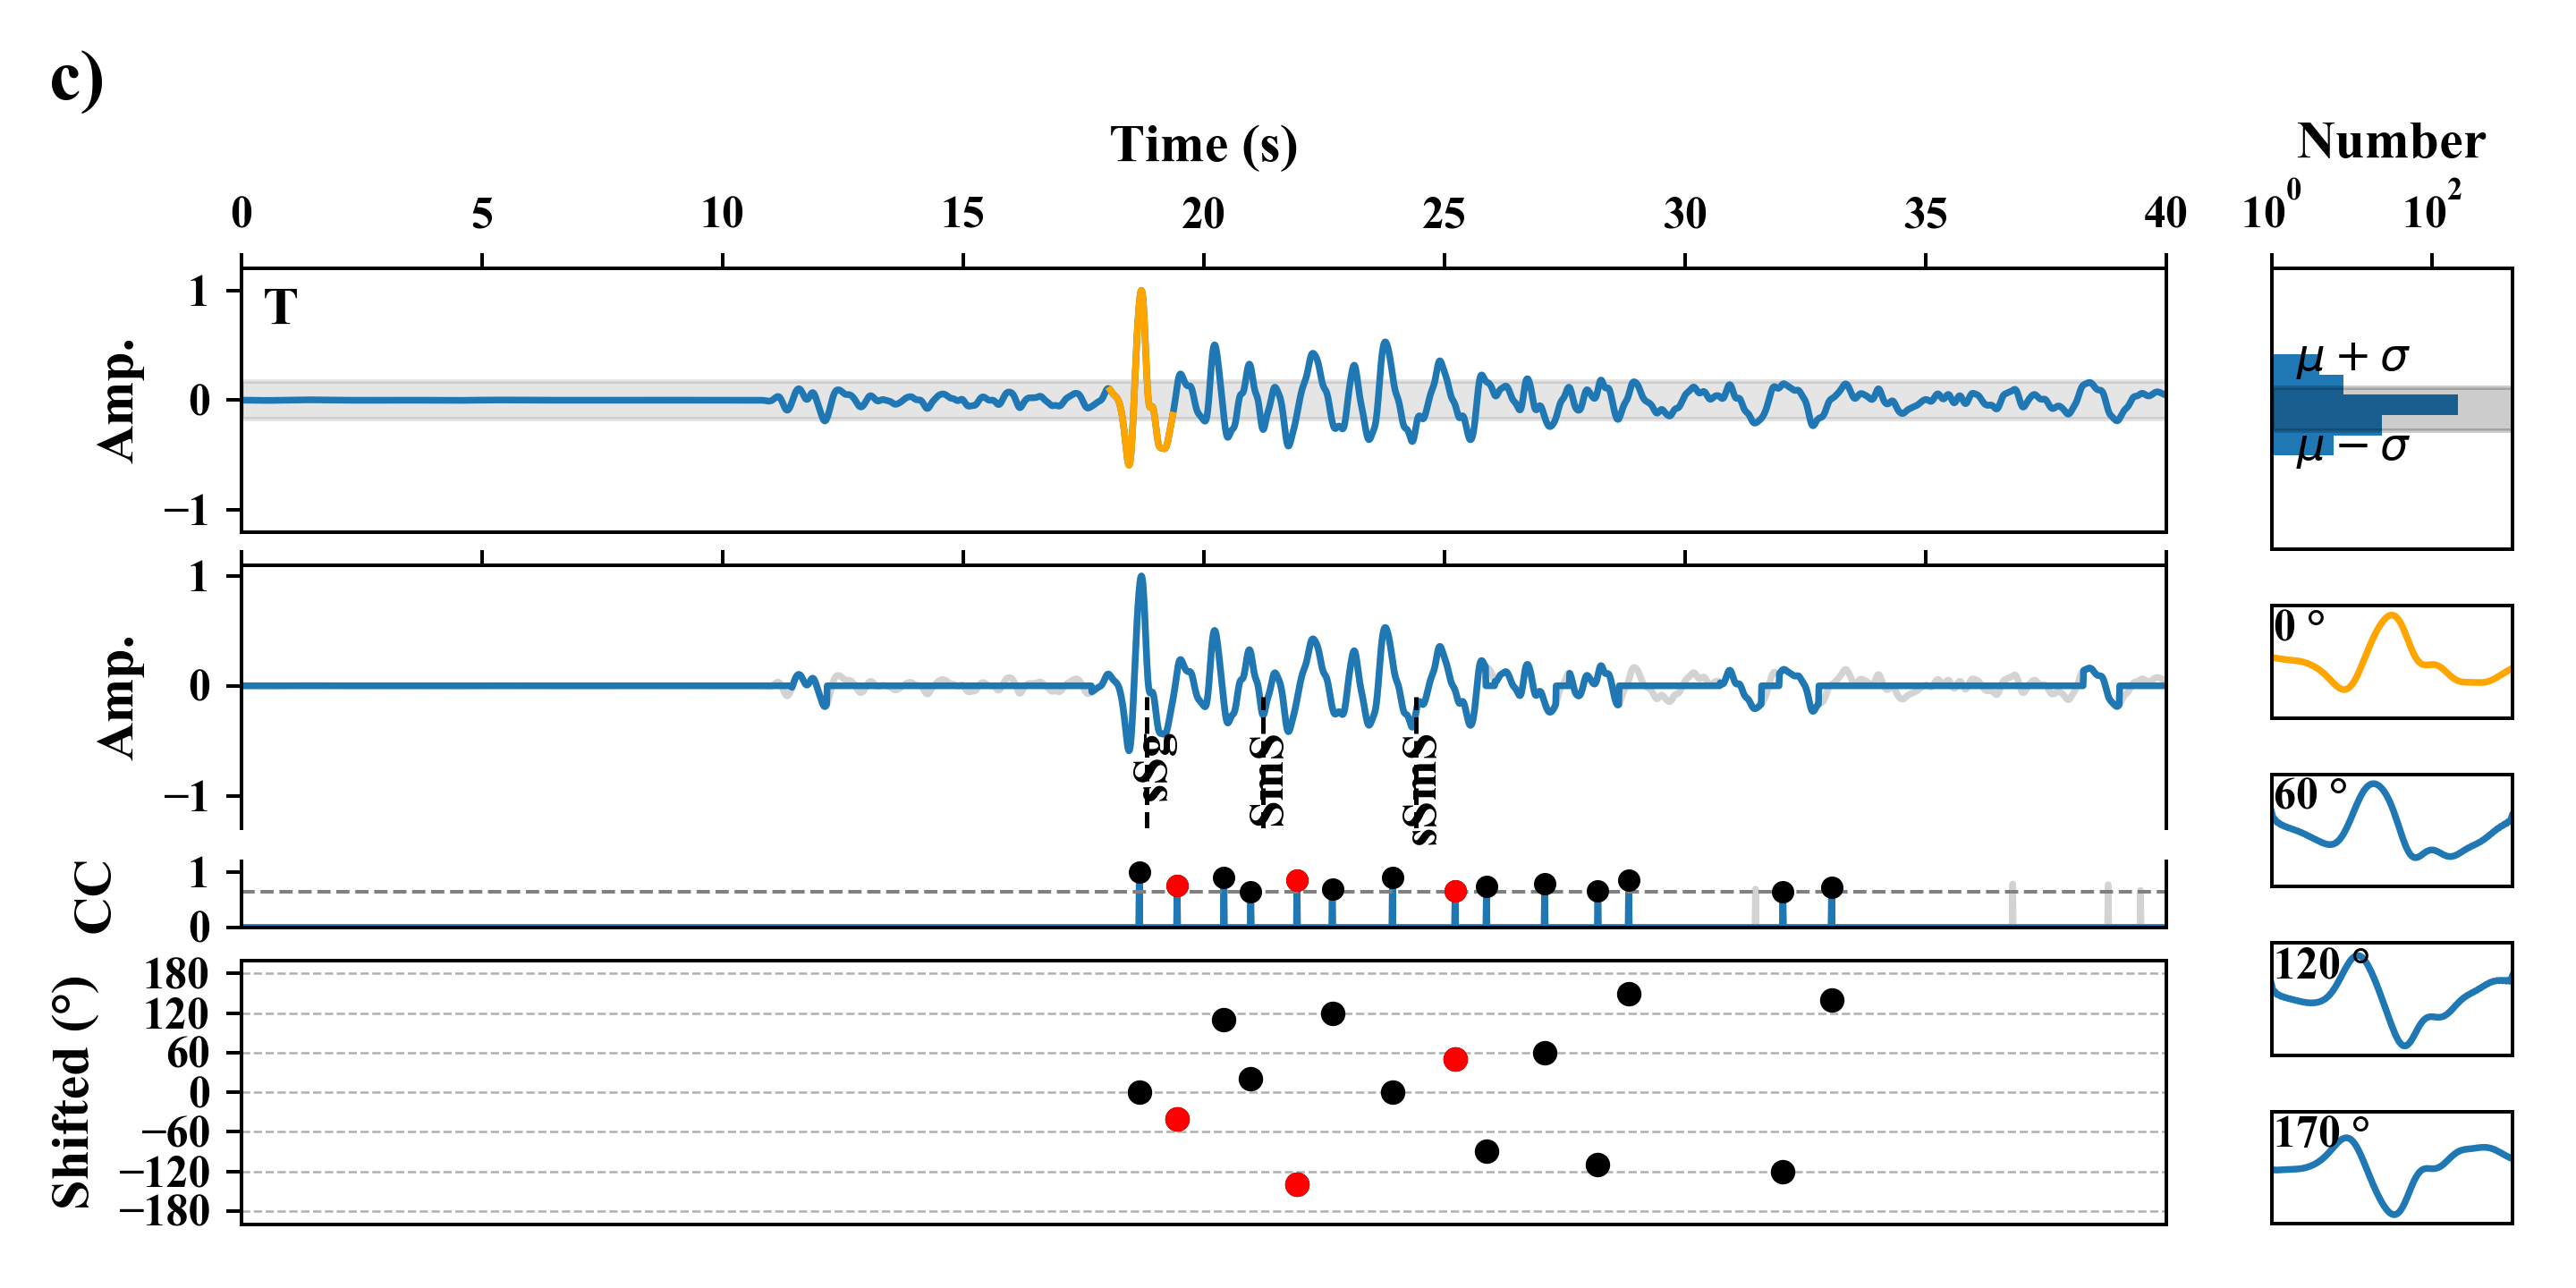 c)
Time (s)
Number
0 5 10 15 20 25 30 35 40
10⁰ 10²
T
Amp.
1
0
−1
μ + σ
μ − σ
Amp.
1
0
−1
sSg
SmS
sSmS
CC
1
0
Shifted (°)
180
120
60
0
−60
−120
−180
0 °
60 °
120 °
170 °